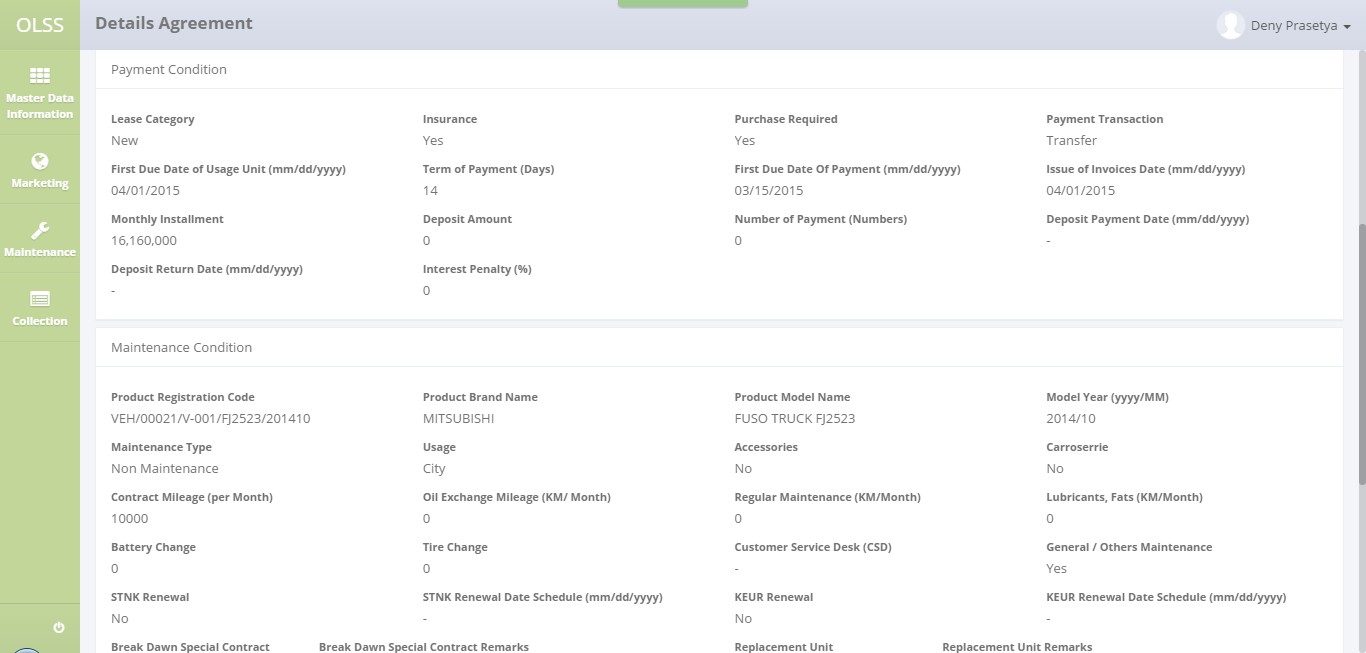 OLSS
Details Agreement
Deny Prasetya
Master Data
Information
Marketing
Maintenance
Collection
Payment Condition
Lease Category Insurance Purchase Required Payment Transaction
New Yes Yes Transfer
First Due Date of Usage Unit (mm/dd/yyyy) Term of Payment (Days) First Due Date Of Payment (mm/dd/yyyy) Issue of Invoices Date (mm/dd/yyyy)
04/01/2015 14 03/15/2015 04/01/2015
Monthly Installment Deposit Amount Number of Payment (Numbers) Deposit Payment Date (mm/dd/yyyy)
16,160,000 0 0 -
Deposit Return Date (mm/dd/yyyy) Interest Penalty (%)
- 0
Maintenance Condition
Product Registration Code Product Brand Name Product Model Name Model Year (yyyy/MM)
VEH/00021/V-001/FJ2523/201410 MITSUBISHI FUSO TRUCK FJ2523 2014/10
Maintenance Type Usage Accessories Carroserrie
Non Maintenance City No No
Contract Mileage (per Month) Oil Exchange Mileage (KM/ Month) Regular Maintenance (KM/Month) Lubricants, Fats (KM/Month)
10000 0 0 0
Battery Change Tire Change Customer Service Desk (CSD) General / Others Maintenance
0 0 - Yes
STNK Renewal STNK Renewal Date Schedule (mm/dd/yyyy) KEUR Renewal KEUR Renewal Date Schedule (mm/dd/yyyy)
No - No -
Break Dawn Special Contract Break Dawn Special Contract Remarks Replacement Unit Replacement Unit Remarks